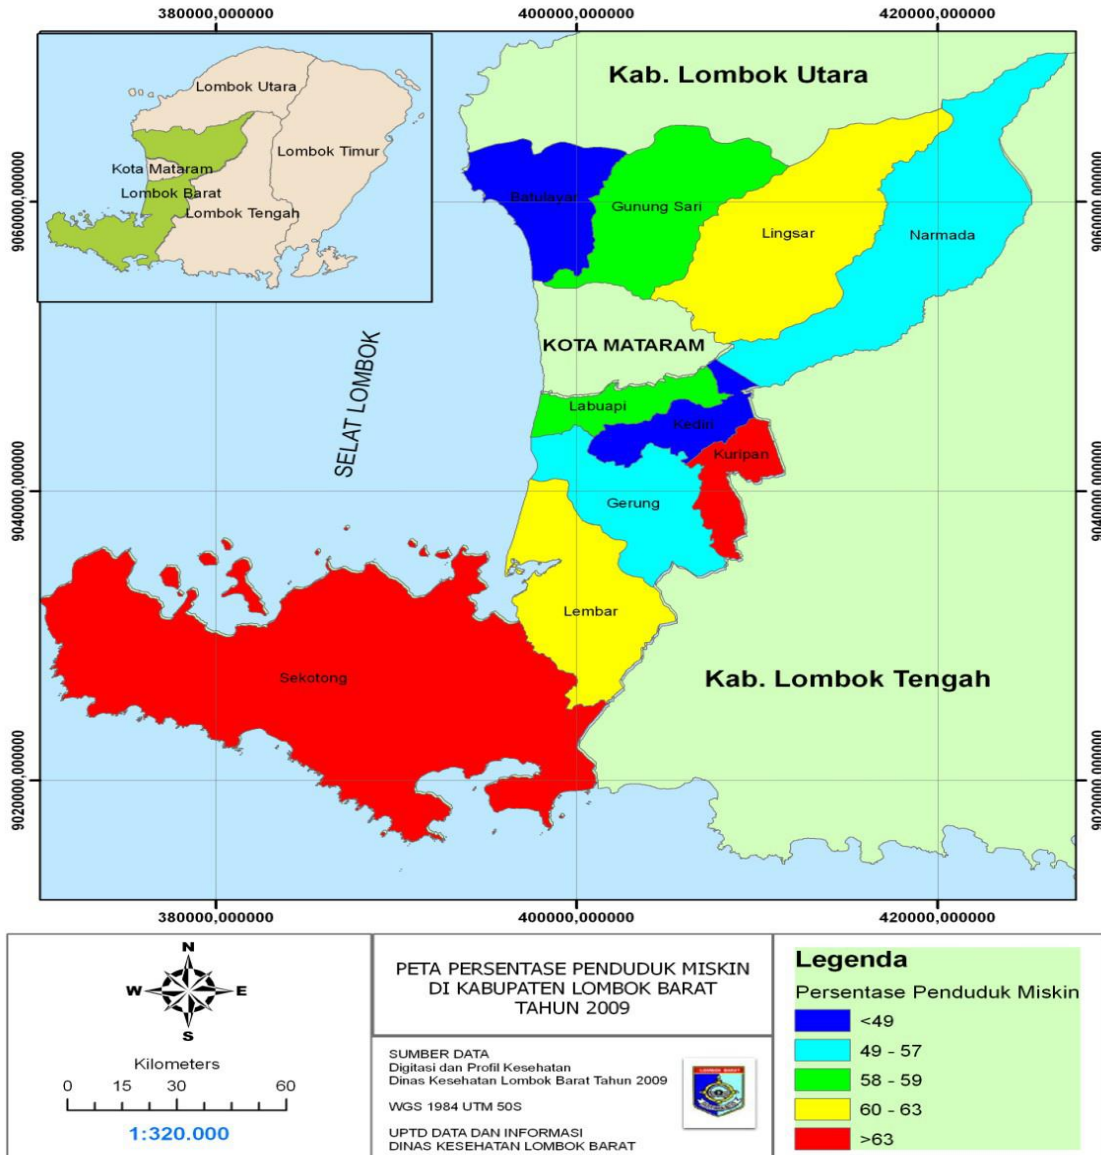 380000,000000
400000,000000
420000,000000
Lombok Utara
Lombok Timur
Kota Mataram
Lombok Barat
Lombok Tengah
Kab. Lombok Utara
9060000,000000
9060000,000000
Batulayar
Gunung Sari
Lingsar
Narmada
KOTA MATARAM
SELAT LOMBOK
Labuapi
Kediri
Kuripan
9040000,000000
9040000,000000
Gerung
Lembar
Sekotong
Kab. Lombok Tengah
9020000,000000
9020000,000000
380000,000000
400000,000000
420000,000000
N
W E
S
Kilometers
0 15 30 60
1:320.000
PETA PERSENTASE PENDUDUK MISKIN
DI KABUPATEN LOMBOK BARAT
TAHUN 2009
SUMBER DATA
Digitasi dan Profil Kesehatan
Dinas Kesehatan Lombok Barat Tahun 2009
WGS 1984 UTM 50S
UPTD DATA DAN INFORMASI
DINAS KESEHATAN LOMBOK BARAT
LOMBOK BARAT
Legenda
Persentase Penduduk Miskin
<49
49 - 57
58 - 59
60 - 63
>63